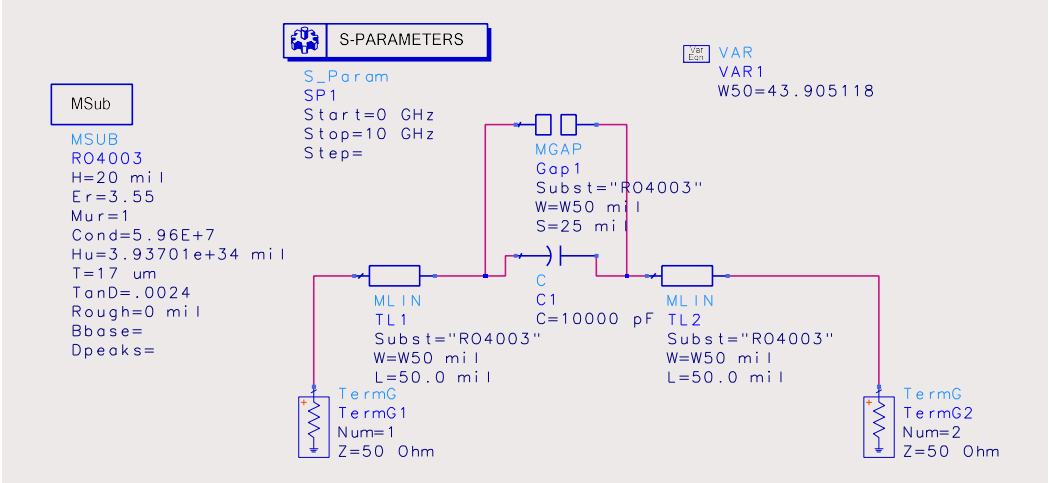 S-PARAMETERS
S_Param
SP1
Start=0 GHz
Stop=10 GHz
Step=
Var
Eqn
VAR
VAR1
W50=43.905118
MSub
MSUB
RO4003
H=20 mil
Er=3.55
Mur=1
Cond=5.96E+7
Hu=3.93701e+34 mil
T=17 um
TanD=.0024
Rough=0 mil
Bbase=
Dpeaks=
MGAP
Gap1
Subst="RO4003"
W=W50 mil
S=25 mil
C
C1
C=10000 pF
MLIN
TL1
Subst="RO4003"
W=W50 mil
L=50.0 mil
MLIN
TL2
Subst="RO4003"
W=W50 mil
L=50.0 mil
+
TermG
TermG1
Num=1
Z=50 Ohm
+
TermG
TermG2
Num=2
Z=50 Ohm